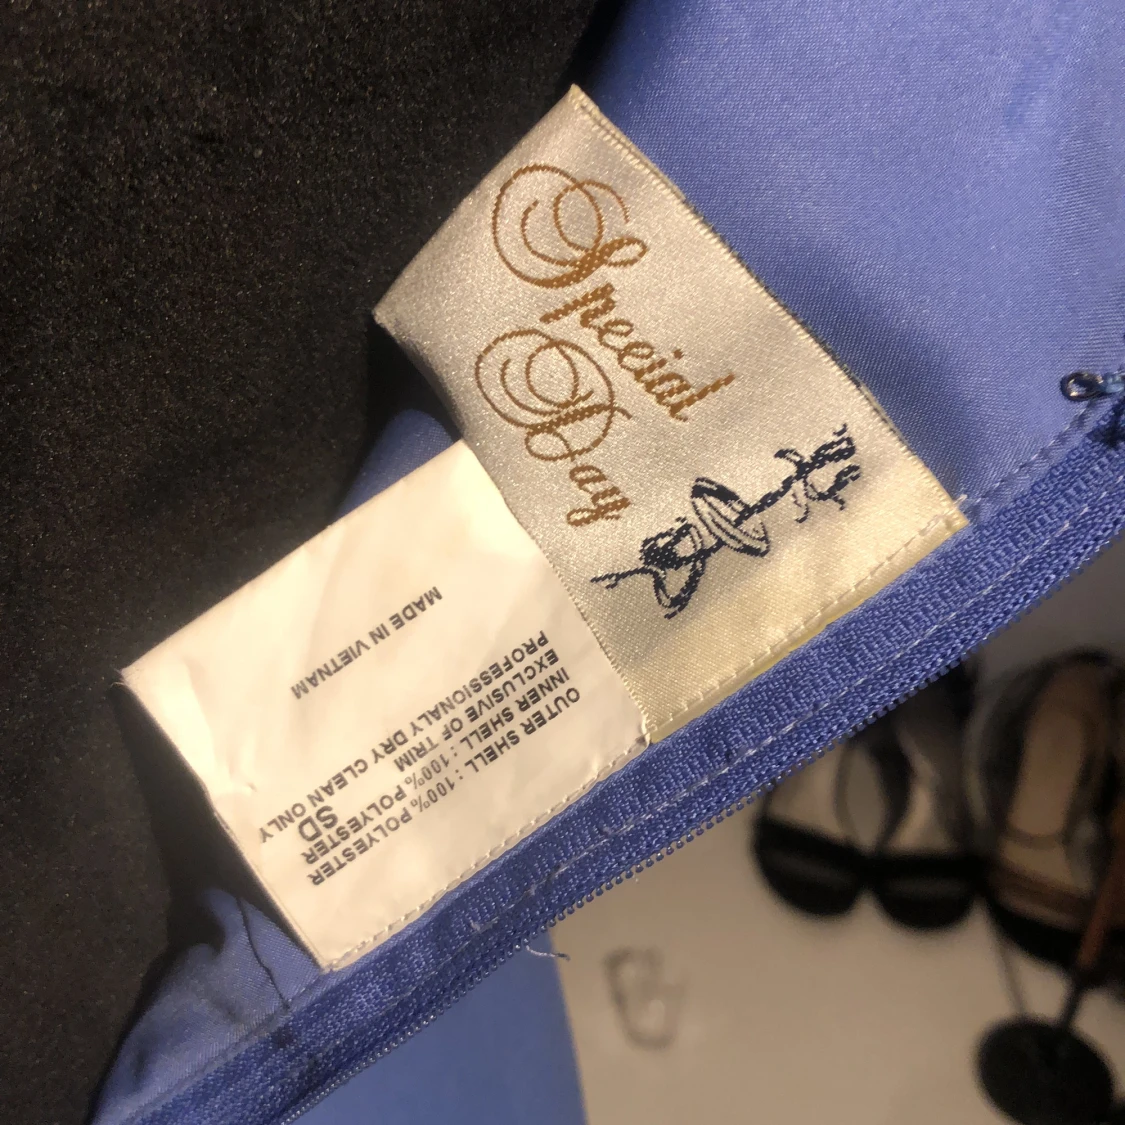 Special
Day
OUTER SHELL : 100% POLYESTER
INNER SHELL : 100% POLYESTER
EXCLUSIVE OF TRIM SD
PROFESSIONALY DRY CLEAN ONLY
MADE IN VIETNAM